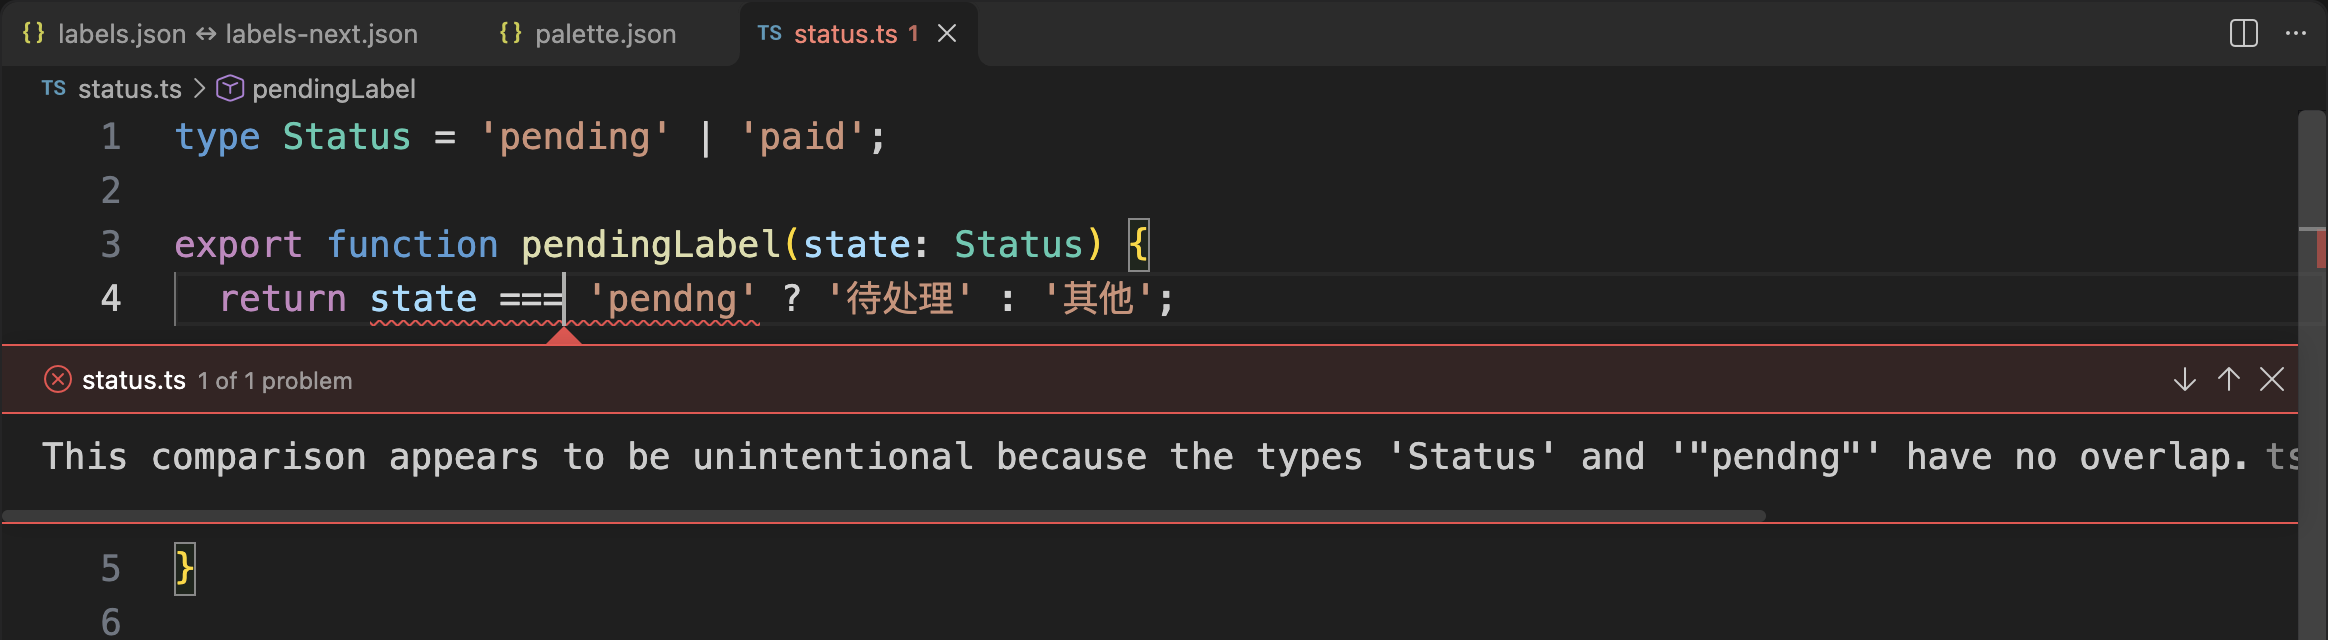 {} labels.json ↔ labels-next.json {} palette.json TS status.ts 1
TS status.ts > pendingLabel
1 type Status = 'pending' | 'paid';
2
3 export function pendingLabel(state: Status) {
4 return state === 'pendng' ? '待处理' : '其他';
status.ts 1 of 1 problem
This comparison appears to be unintentional because the types 'Status' and '"pendng"' have no overlap. ts
5 }
6